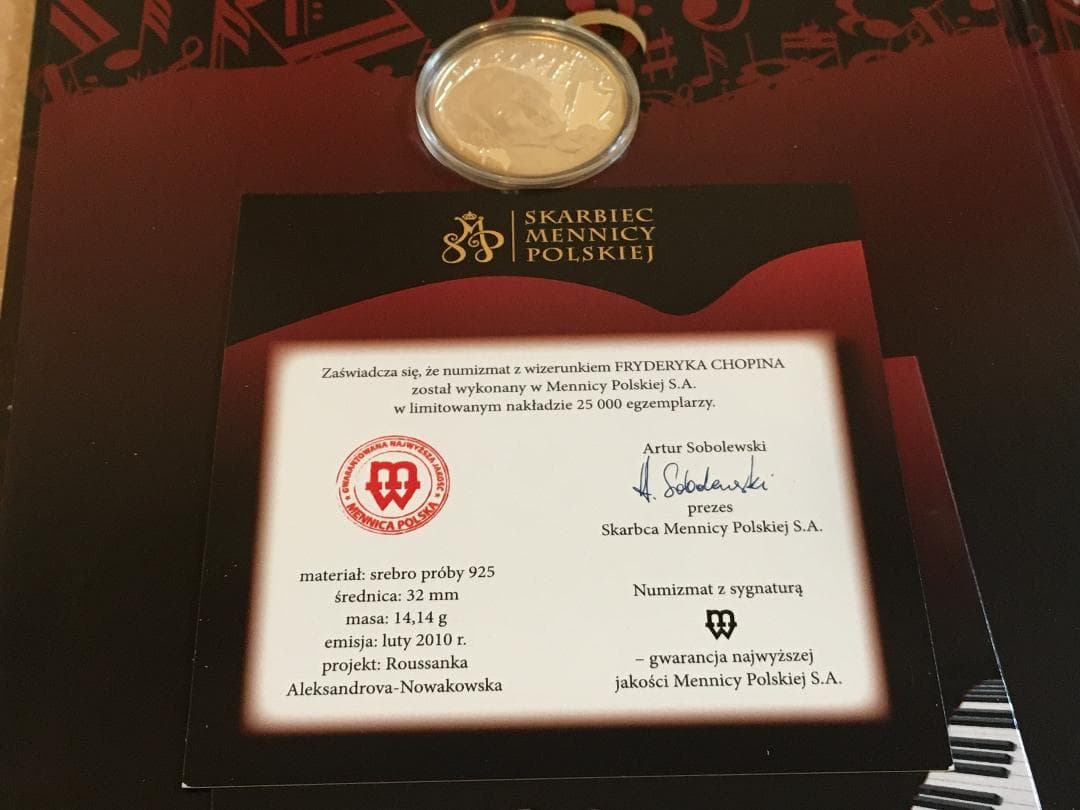 SKARBIEC
MENNICY
POLSKIEJ
Zaświadcza się, że numizmat z wizerunkiem FRYDERYKA CHOPINA
został wykonany w Mennicy Polskiej S.A.
w limitowanym nakładzie 25 000 egzemplarzy.
GWARANTOWANA NAJWYŻSZA JAKOŚĆ
MW
MENNICA POLSKA
Artur Sobolewski
A. Sobolewski
prezes
Skarbca Mennicy Polskiej S.A.
materiał: srebro próby 925
średnica: 32 mm
masa: 14,14 g
emisja: luty 2010 r.
projekt: Roussanka
Aleksandrova-Nowakowska
Numizmat z sygnaturą
MW
– gwarancja najwyższej
jakości Mennicy Polskiej S.A.